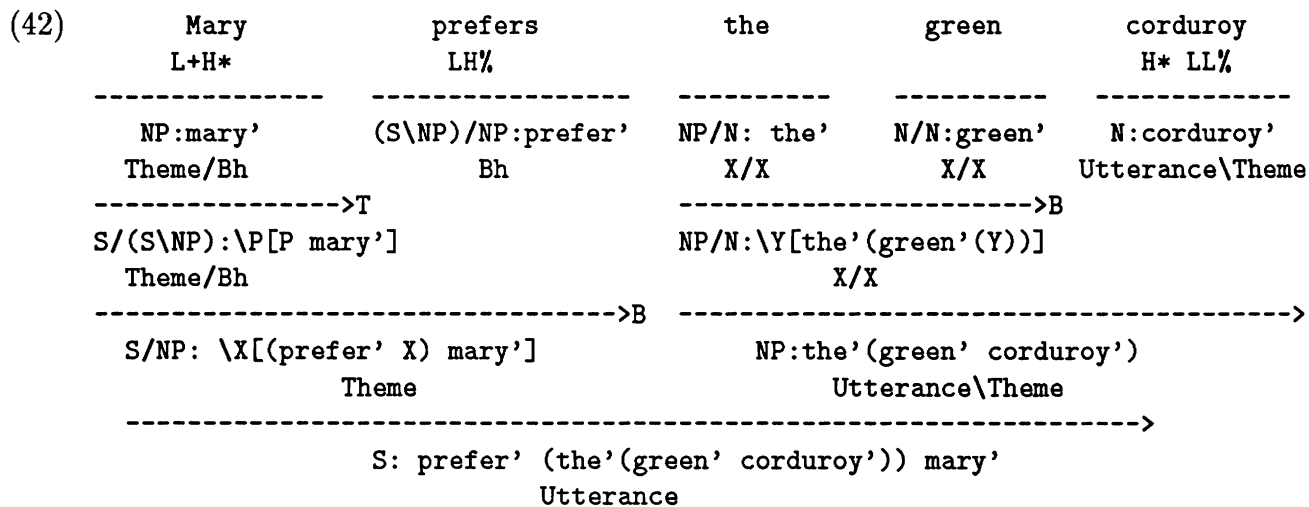 (42) Mary prefers the green corduroy
L+H* LH% H* LL%
--------------- ----------------- ---------- ---------- -------------
NP:mary' (S\NP)/NP:prefer' NP/N: the' N/N:green' N:corduroy'
Theme/Bh Bh X/X X/X Utterance\Theme
---------------->T ----------------------->B
S/(S\NP):\P[P mary'] NP/N:\Y[the'(green'(Y))]
Theme/Bh X/X
---------------------------------->B ---------------------------------------->
S/NP: \X[(prefer' X) mary'] NP:the'(green' corduroy')
Theme Utterance\Theme
------------------------------------------------------------------->
S: prefer' (the'(green' corduroy')) mary'
Utterance